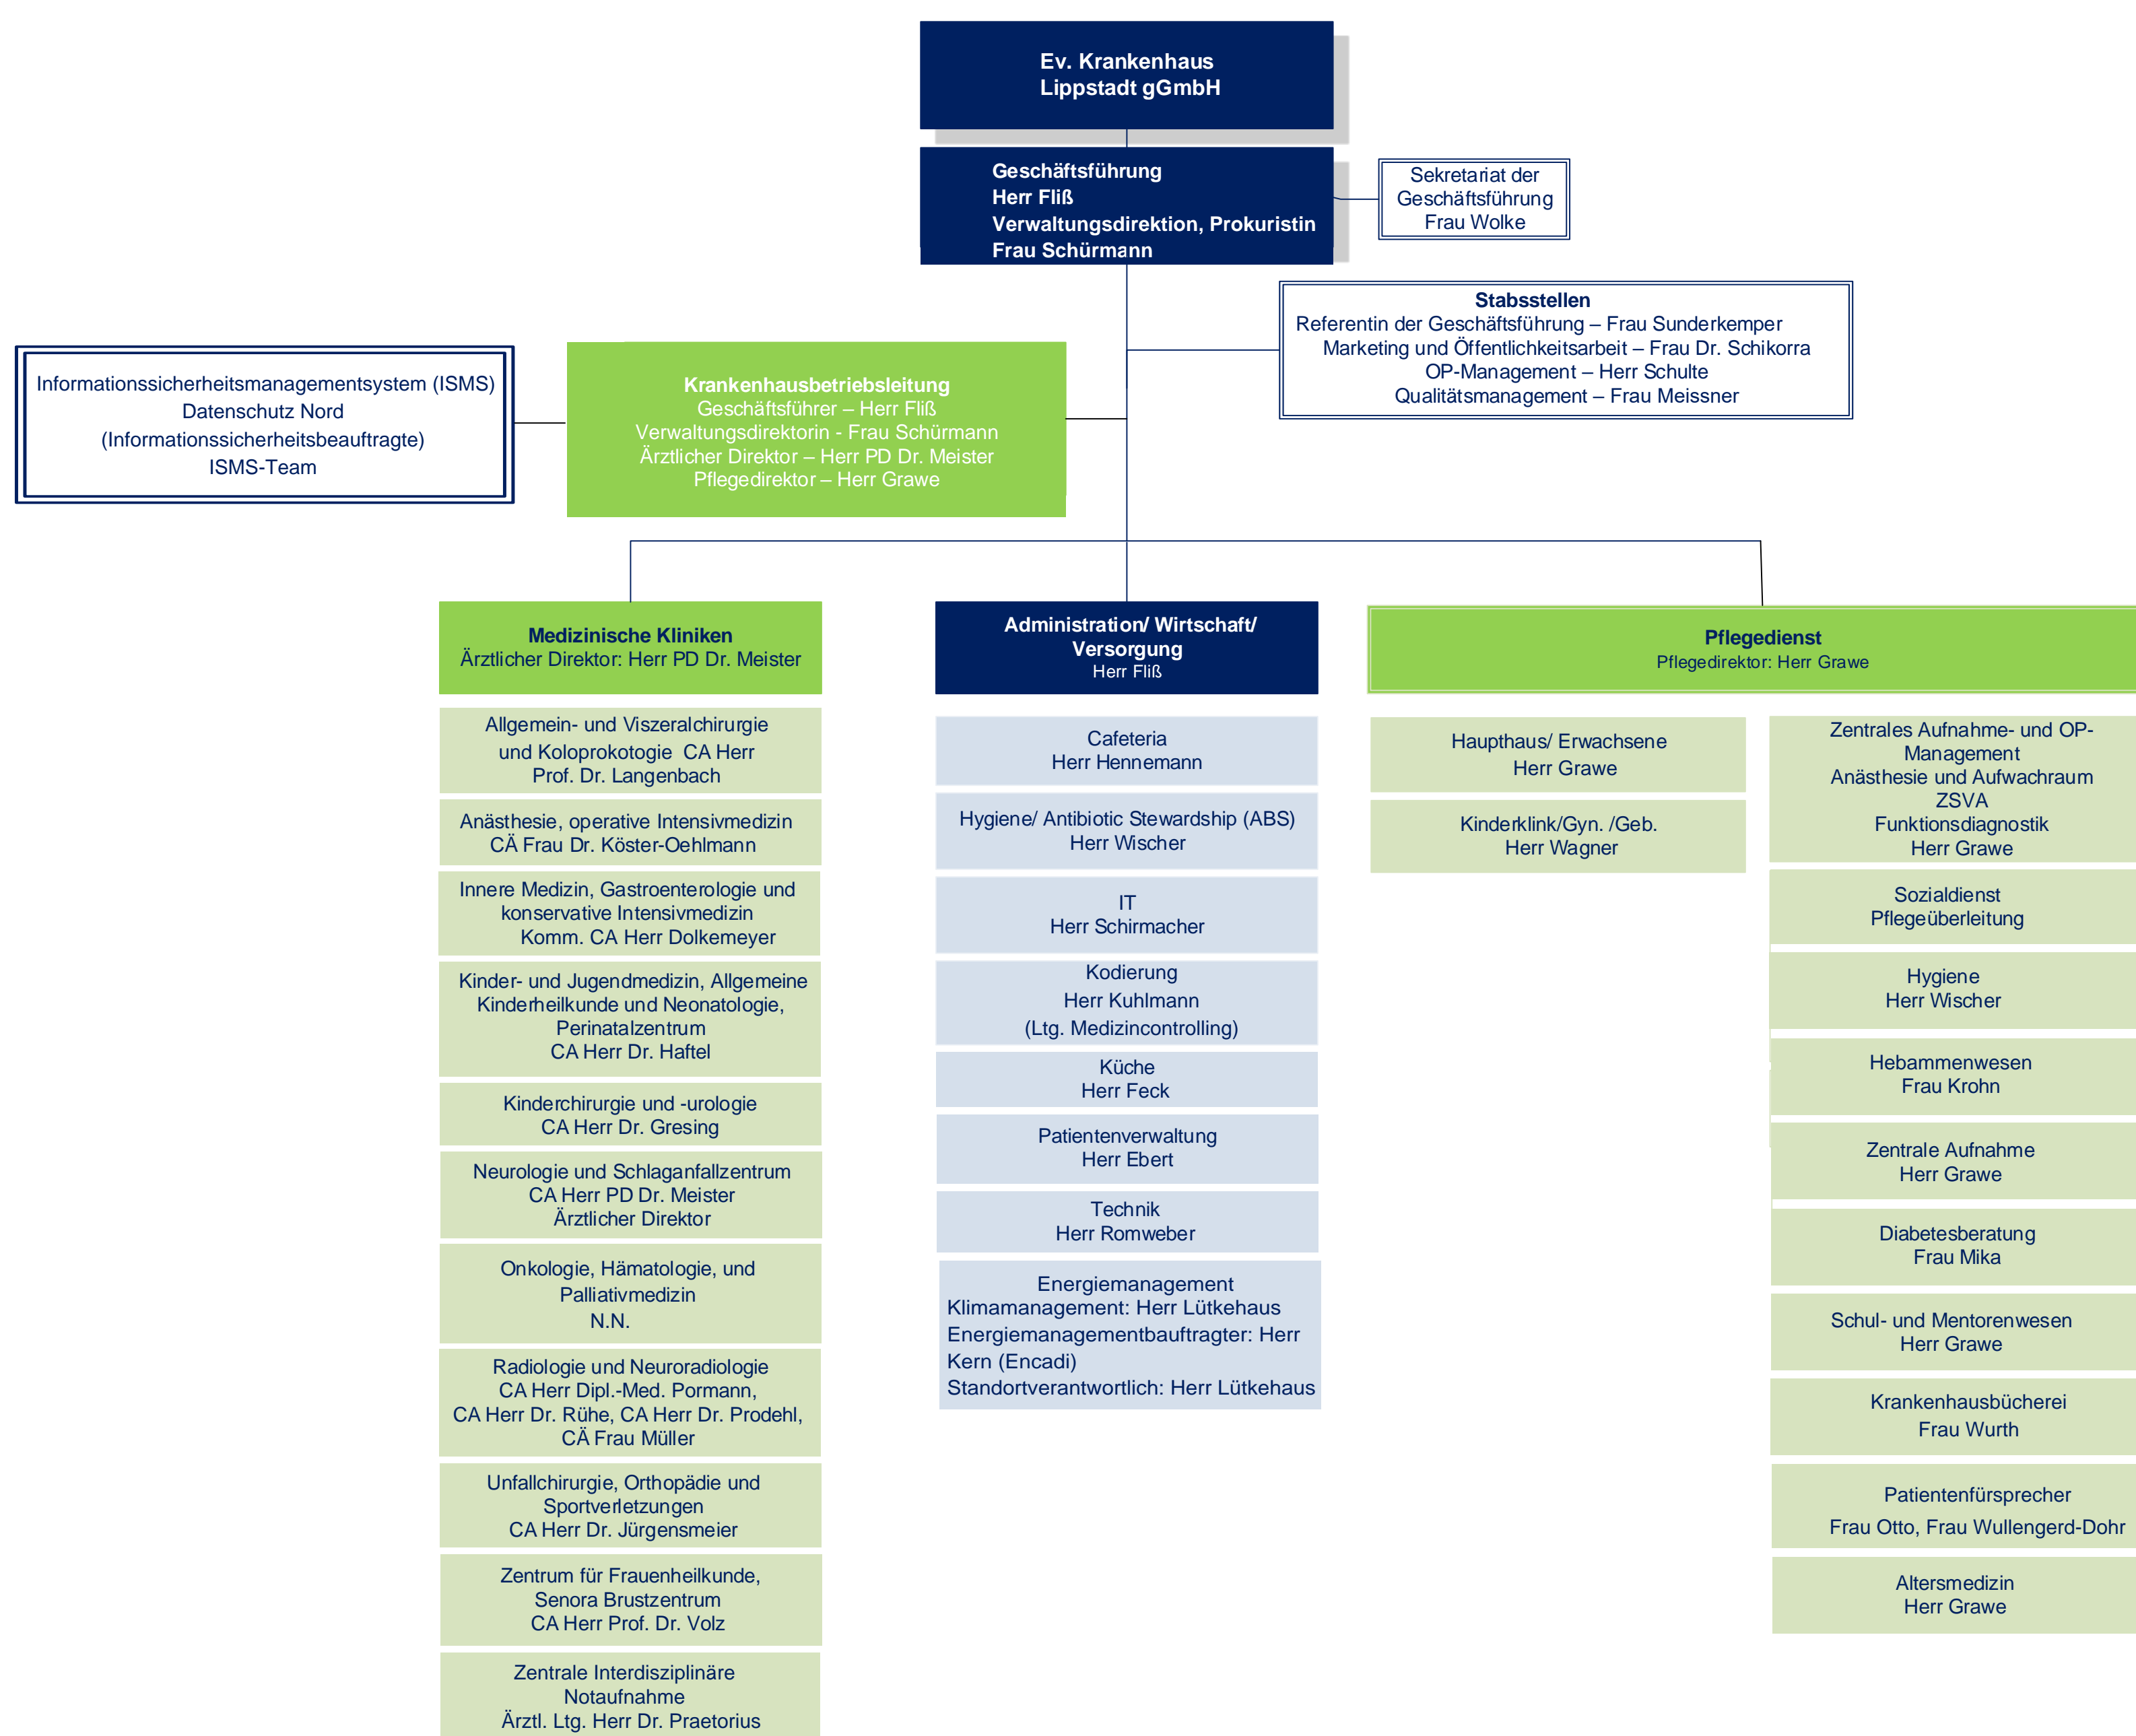 Ev. Krankenhaus
Lippstadt gGmbH
Geschäftsführung
Herr Fliß
Verwaltungsdirektion, Prokuristin
Frau Schürmann
Sekretariat der
Geschäftsführung
Frau Wolke
Stabsstellen
Referentin der Geschäftsführung – Frau Sunderkemper
Marketing und Öffentlichkeitsarbeit – Frau Dr. Schikorra
OP-Management – Herr Schulte
Qualitätsmanagement – Frau Meissner
Informationssicherheitsmanagementsystem (ISMS)
Datenschutz Nord
(Informationssicherheitsbeauftragte)
ISMS-Team
Krankenhausbetriebsleitung
Geschäftsführer – Herr Fliß
Verwaltungsdirektorin - Frau Schürmann
Ärztlicher Direktor – Herr PD Dr. Meister
Pflegedirektor – Herr Grawe
Medizinische Kliniken
Ärztlicher Direktor: Herr PD Dr. Meister
Allgemein- und Viszeralchirurgie
und Koloprokotogie CA Herr
Prof. Dr. Langenbach
Anästhesie, operative Intensivmedizin
CÄ Frau Dr. Köster-Oehlmann
Innere Medizin, Gastroenterologie und
konservative Intensivmedizin
Komm. CA Herr Dolkemeyer
Kinder- und Jugendmedizin, Allgemeine
Kinderheilkunde und Neonatologie,
Perinatalzentrum
CA Herr Dr. Haftel
Kinderchirurgie und -urologie
CA Herr Dr. Gresing
Neurologie und Schlaganfallzentrum
CA Herr PD Dr. Meister
Ärztlicher Direktor
Onkologie, Hämatologie, und
Palliativmedizin
N.N.
Radiologie und Neuroradiologie
CA Herr Dipl.-Med. Pormann,
CA Herr Dr. Rühe, CA Herr Dr. Prodehl,
CÄ Frau Müller
Unfallchirurgie, Orthopädie und
Sportverletzungen
CA Herr Dr. Jürgensmeier
Zentrum für Frauenheilkunde,
Senora Brustzentrum
CA Herr Prof. Dr. Volz
Zentrale Interdisziplinäre
Notaufnahme
Ärztl. Ltg. Herr Dr. Praetorius
Administration/ Wirtschaft/
Versorgung
Herr Fliß
Cafeteria
Herr Hennemann
Hygiene/ Antibiotic Stewardship (ABS)
Herr Wischer
IT
Herr Schirmacher
Kodierung
Herr Kuhlmann
(Ltg. Medizincontrolling)
Küche
Herr Feck
Patientenverwaltung
Herr Ebert
Technik
Herr Romweber
Energiemanagement
Klimamanagement: Herr Lütkehaus
Energiemanagementbauftragter: Herr
Kern (Encadi)
Standortverantwortlich: Herr Lütkehaus
Pflegedienst
Pflegedirektor: Herr Grawe
Haupthaus/ Erwachsene
Herr Grawe
Kinderklink/Gyn. /Geb.
Herr Wagner
Zentrales Aufnahme- und OP-
Management
Anästhesie und Aufwachraum
ZSVA
Funktionsdiagnostik
Herr Grawe
Sozialdienst
Pflegeüberleitung
Hygiene
Herr Wischer
Hebammenwesen
Frau Krohn
Zentrale Aufnahme
Herr Grawe
Diabetesberatung
Frau Mika
Schul- und Mentorenwesen
Herr Grawe
Krankenhausbücherei
Frau Wurth
Patientenfürsprecher
Frau Otto, Frau Wullengerd-Dohr
Altersmedizin
Herr Grawe